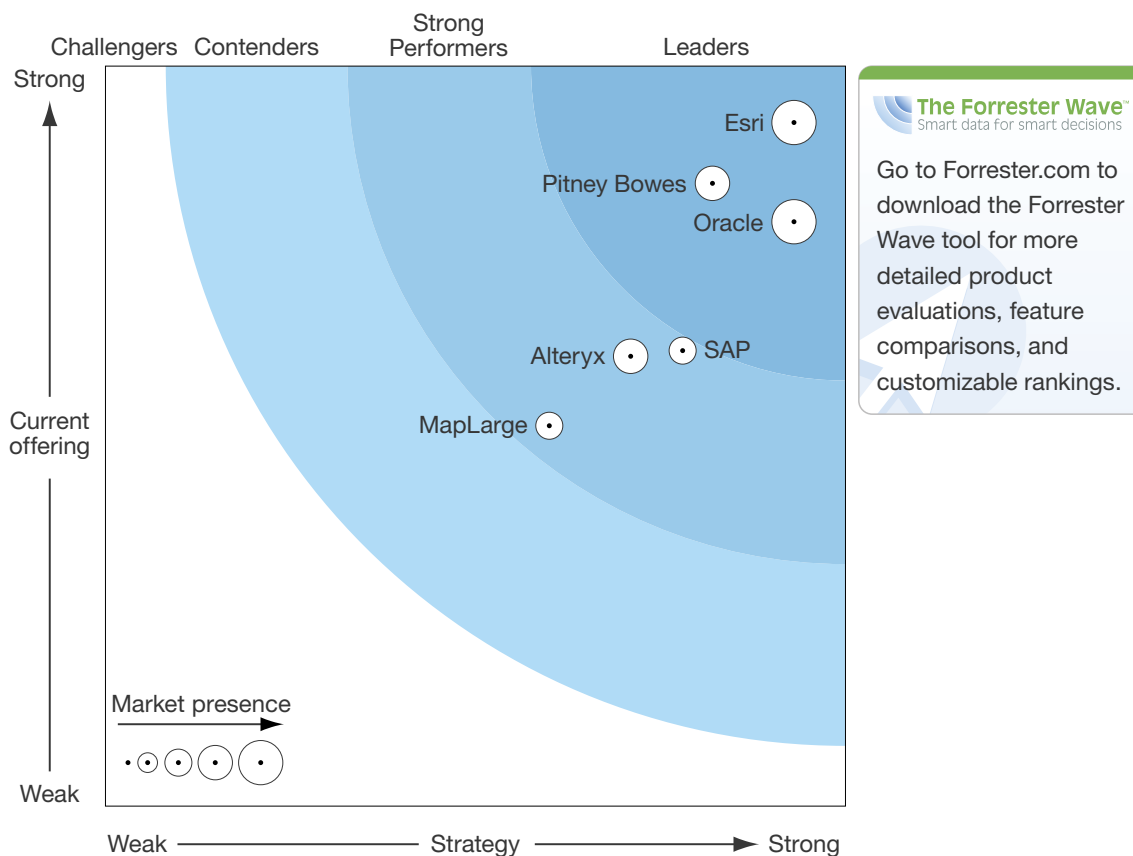 Challengers
Contenders
Strong
Performers
Leaders
Strong
Current
offering
Weak
Esri
Pitney Bowes
Oracle
Alteryx
SAP
MapLarge
Market presence
Weak
Strategy
Strong
The Forrester Wave™
Smart data for smart decisions
Go to Forrester.com to
download the Forrester
Wave tool for more
detailed product
evaluations, feature
comparisons, and
customizable rankings.